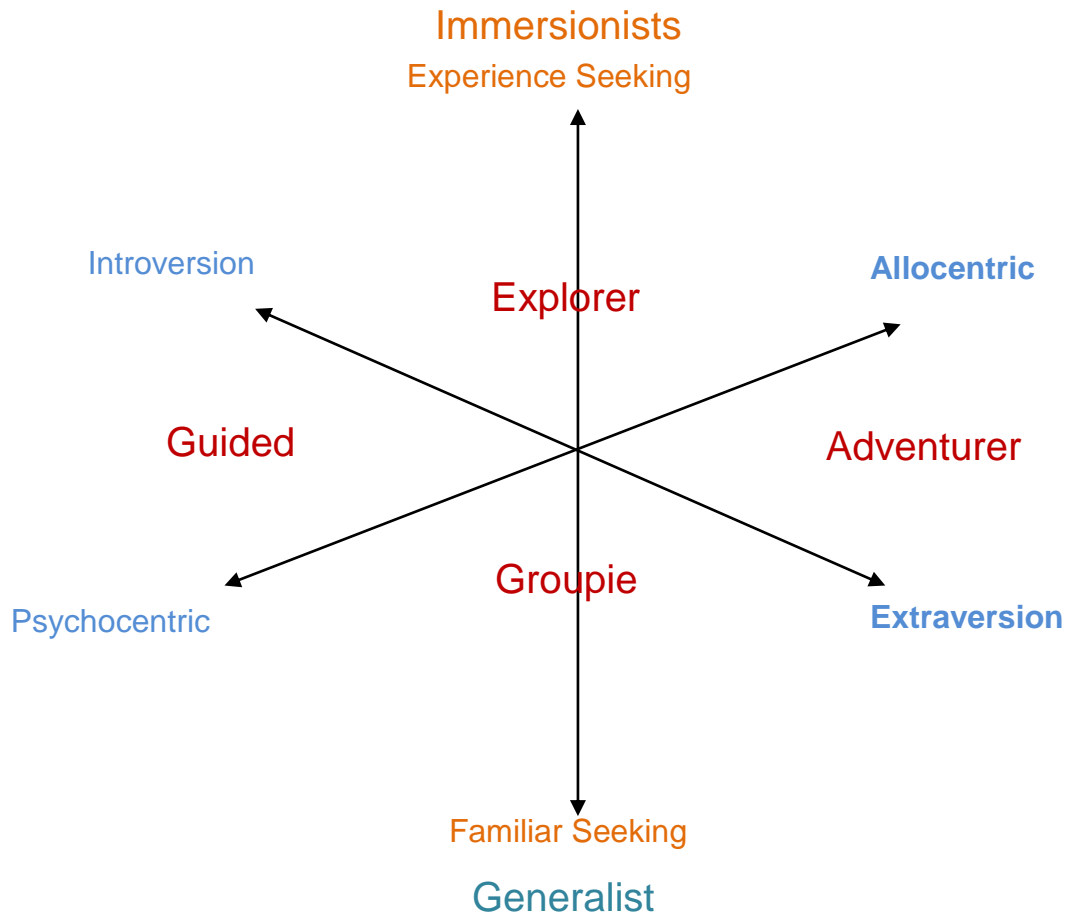 Immersionists
Experience Seeking
Introversion
Allocentric
Explorer
Guided
Adventurer
Groupie
Psychocentric
Extraversion
Familiar Seeking
Generalist